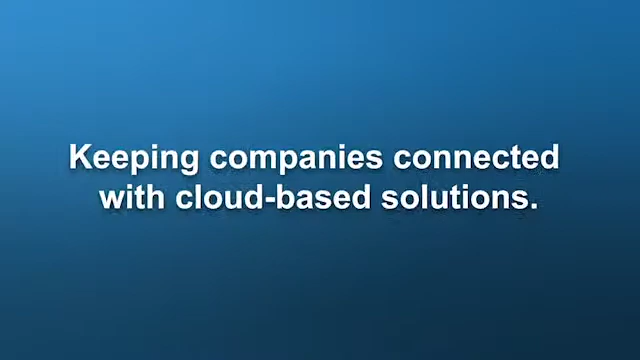 Keeping companies connected
with cloud-based solutions.